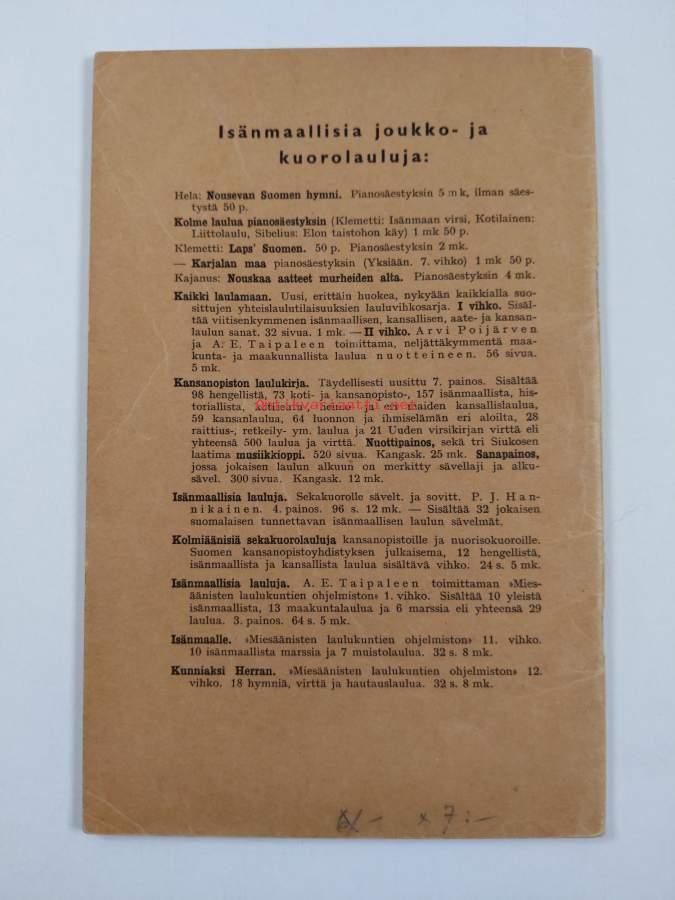 Isänmaallisia joukko- ja
kuorolauluja:
Hela: Nousevan Suomen hymni. Pianosäestyksin 5 mk, ilman säes-
tystä 50 p.
Kolme laulua pianosäestyksin (Klemetti: Isänmaan virsi, Kotilainen:
Liittolaulu, Sibelius: Elon taistohon käy) 1 mk 50 p.
Klemetti: Laps' Suomen. 50 p. Pianosäestyksin 2 mk.
— Karjalan maa pianosäestyksin (Yksiään. 7. vihko) 1 mk 50 p.
Kajanus: Nouskaa aatteet murheiden alta. Pianosäestyksin 4 mk.
Kaikki laulamaan. Uusi, erittäin huokea, nykyään kaikkialla suo-
sittujen yhteislaulutilaisuuksien lauluvihkosarja. I vihko. Sisäl-
tää viitisenkymmenen isänmaallisen, kansallisen, aate- ja kansan-
laulun sanat. 32 sivua. 1 mk. — II vihko. Arvi Poijärven
ja A. E. Taipaleen toimittama, neljättäkymmentä maa-
kunta- ja maakunnallista laulua nuotteineen. 56 sivua.
5 mk.
Kansanopiston laulukirja. Täydellisesti uusittu 7. painos. Sisältää
98 hengellistä, 73 koti- ja kansanopisto-, 157 isänmaallista, his-
toriallista, kotiseutu-, heimo- ja eri maiden kansallislaulua,
59 kansanlaulua, 64 luonnon ja ihmiselämän eri aloilta, 28
raittius-, retkeily- ym. laulua ja 21 Uuden virsikirjan virttä eli
yhteensä 500 laulua ja virttä. Nuottipainos, sekä tri Siukosen
laatima musiikkioppi. 520 sivua. Kangask. 25 mk. Sanapainos,
jossa jokaisen laulun alkuun on merkitty sävellaji ja alku-
sävel. 300 sivua. Kangask. 12 mk.
Isänmaallisia lauluja. Sekakuorolle sävelt. ja sovitt. P. J. Han-
nikainen. 4. painos. 96 s. 12 mk. — Sisältää 32 jokaisen
suomalaisen tunnettavan isänmaallisen laulun sävelmät.
Kolmiäänisiä sekakuorolauluja kansanopistoille ja nuorisokuoroille.
Suomen kansanopistoyhdistyksen julkaisema, 12 hengellistä,
isänmaallista ja kansallista laulua sisältävä vihko. 24 s. 5 mk.
Isänmaallisia lauluja. A. E. Taipaleen toimittaman »Mies-
äänisten laulukuntien ohjelmiston» 1. vihko. Sisältää 10 yleistä
isänmaallista, 13 maakuntalaulua ja 6 marssia eli yhteensä 29
laulua. 3. painos. 64 s. 5 mk.
Isänmaalle. »Miesäänisten laulukuntien ohjelmiston» 11. vihko.
10 isänmaallista marssia ja 7 muistolaulua. 32 s. 8 mk.
Kunniaksi Herran. »Miesäänisten laulukuntien ohjelmiston» 12.
vihko. 18 hymniä, virttä ja hautauslaulua. 32 s. 8 mk.
Antikvariaatti.net
x 7:-